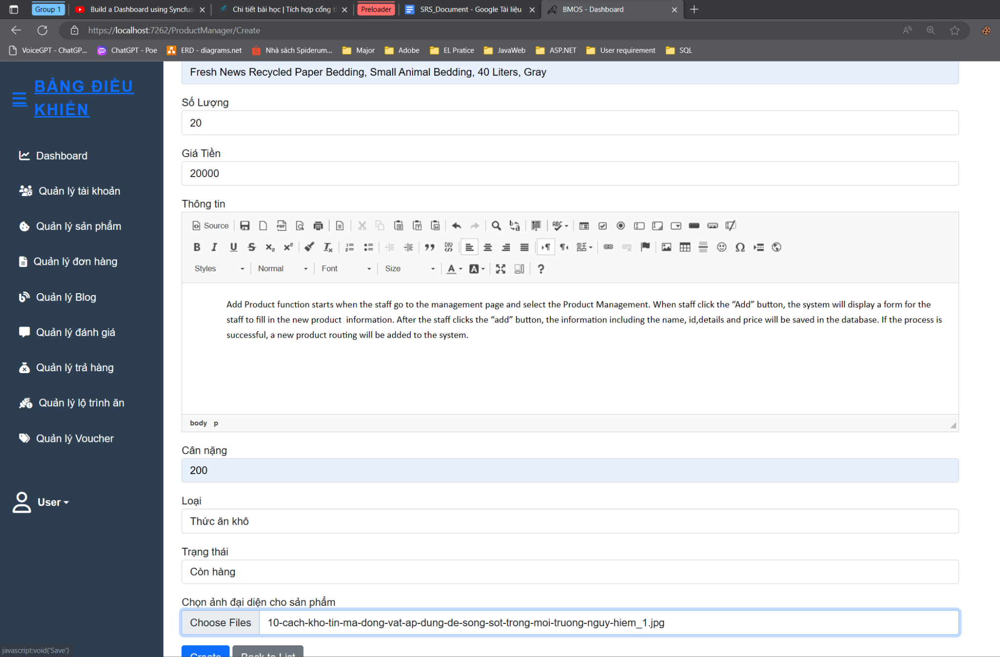 Group 1
Build a Dashboard using Syncfus
Chi tiết bài học | Tích hợp cổng t
Preloader
SRS_Document - Google Tài liệu
BMOS - Dashboard
https://localhost:7262/ProductManager/Create
VoiceGPT - ChatGP...
ChatGPT - Poe
ERD - diagrams.net
Nhà sách Spiderum...
Major
Adobe
EL Pratice
JavaWeb
ASP.NET
User requirement
SQL
BẢNG ĐIỀU
KHIỂN
Dashboard
Quản lý tài khoản
Quản lý sản phẩm
Quản lý đơn hàng
Quản lý Blog
Quản lý đánh giá
Quản lý trả hàng
Quản lý lộ trình ăn
Quản lý Voucher
User
Fresh News Recycled Paper Bedding, Small Animal Bedding, 40 Liters, Gray
Số Lượng
20
Giá Tiền
20000
Thông tin
Source
Styles
Normal
Font
Size
Add Product function starts when the staff go to the management page and select the Product Management. When staff click the “Add” button, the system will display a form for the
staff to fill in the new product  information. After the staff clicks the “add” button, the information including the name, id,details and price will be saved in the database. If the process is
successful, a new product routing will be added to the system.
body p
Cân nặng
200
Loại
Thức ăn khô
Trạng thái
Còn hàng
Chọn ảnh đại diện cho sản phẩm
Choose Files
10-cach-kho-tin-ma-dong-vat-ap-dung-de-song-sot-trong-moi-truong-nguy-hiem_1.jpg
Create
Back to List
javascript:void('Save')